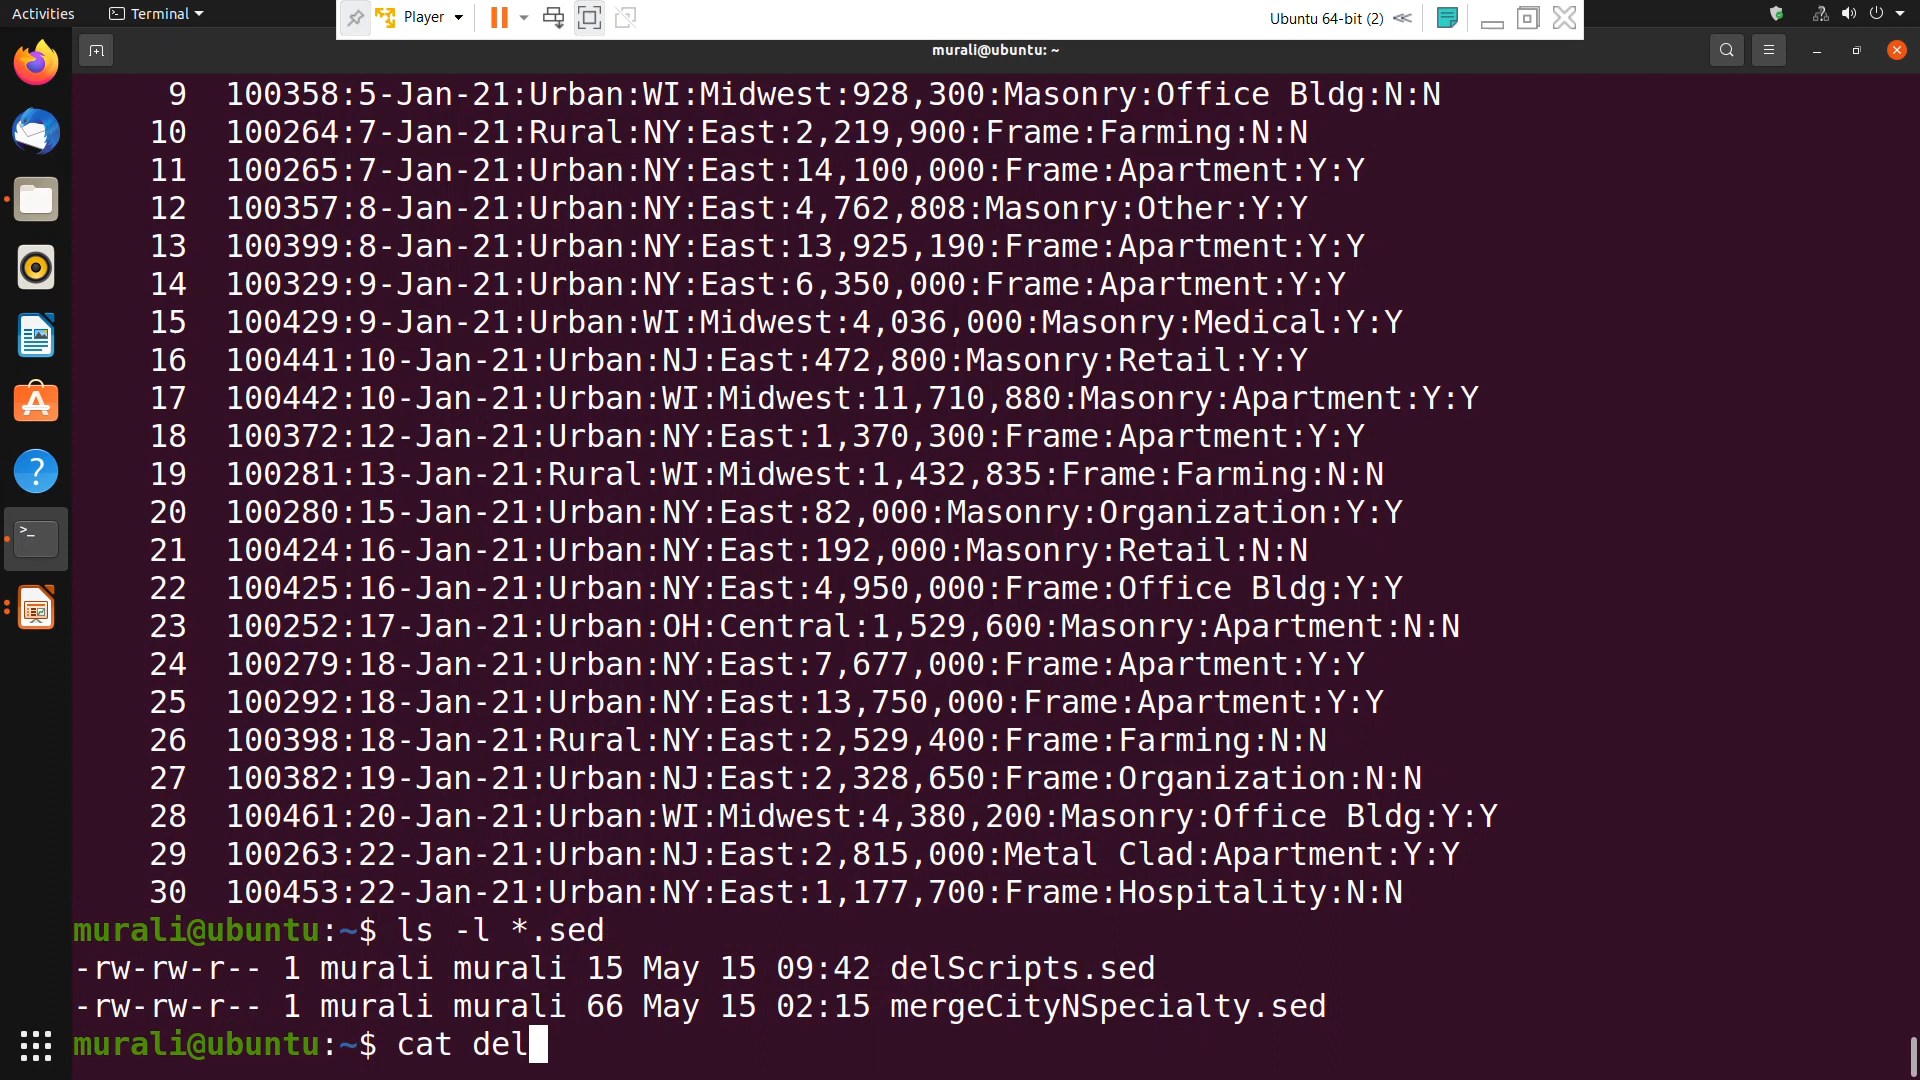 Activities
Terminal
Player
Ubuntu 64-bit (2)
murali@ubuntu: ~
9 100358:5-Jan-21:Urban:WI:Midwest:928,300:Masonry:Office Bldg:N:N
10 100264:7-Jan-21:Rural:NY:East:2,219,900:Frame:Farming:N:N
11 100265:7-Jan-21:Urban:NY:East:14,100,000:Frame:Apartment:Y:Y
12 100357:8-Jan-21:Urban:NY:East:4,762,808:Masonry:Other:Y:Y
13 100399:8-Jan-21:Urban:NY:East:13,925,190:Frame:Apartment:Y:Y
14 100329:9-Jan-21:Urban:NY:East:6,350,000:Frame:Apartment:Y:Y
15 100429:9-Jan-21:Urban:WI:Midwest:4,036,000:Masonry:Medical:Y:Y
16 100441:10-Jan-21:Urban:NJ:East:472,800:Masonry:Retail:Y:Y
17 100442:10-Jan-21:Urban:WI:Midwest:11,710,880:Masonry:Apartment:Y:Y
18 100372:12-Jan-21:Urban:NY:East:1,370,300:Frame:Apartment:Y:Y
19 100281:13-Jan-21:Rural:WI:Midwest:1,432,835:Frame:Farming:N:N
20 100280:15-Jan-21:Urban:NY:East:82,000:Masonry:Organization:Y:Y
21 100424:16-Jan-21:Urban:NY:East:192,000:Masonry:Retail:N:N
22 100425:16-Jan-21:Urban:NY:East:4,950,000:Frame:Office Bldg:Y:Y
23 100252:17-Jan-21:Urban:OH:Central:1,529,600:Masonry:Apartment:N:N
24 100279:18-Jan-21:Urban:NY:East:7,677,000:Frame:Apartment:Y:Y
25 100292:18-Jan-21:Urban:NY:East:13,750,000:Frame:Apartment:Y:Y
26 100398:18-Jan-21:Rural:NY:East:2,529,400:Frame:Farming:N:N
27 100382:19-Jan-21:Urban:NJ:East:2,328,650:Frame:Organization:N:N
28 100461:20-Jan-21:Urban:WI:Midwest:4,380,200:Masonry:Office Bldg:Y:Y
29 100263:22-Jan-21:Urban:NJ:East:2,815,000:Metal Clad:Apartment:Y:Y
30 100453:22-Jan-21:Urban:NY:East:1,177,700:Frame:Hospitality:N:N
murali@ubuntu:~$ ls -l *.sed
-rw-rw-r-- 1 murali murali 15 May 15 09:42 delScripts.sed
-rw-rw-r-- 1 murali murali 66 May 15 02:15 mergeCityNSpecialty.sed
murali@ubuntu:~$ cat del